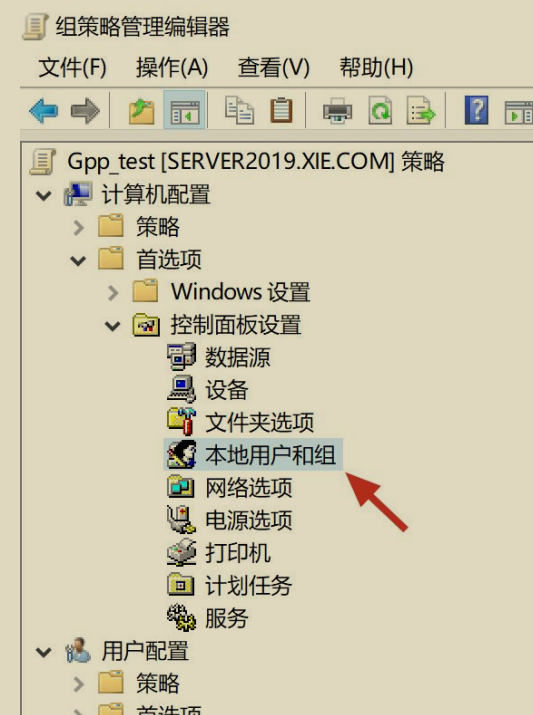 组策略管理编辑器
文件(F) 操作(A) 查看(V) 帮助(H)
Gpp_test [SERVER2019.XIE.COM] 策略
计算机配置
策略
首选项
Windows 设置
控制面板设置
数据源
设备
文件夹选项
本地用户和组
网络选项
电源选项
打印机
计划任务
服务
用户配置
策略
首选项